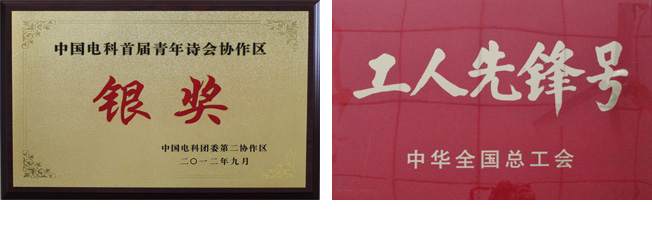 中国电科首届青年诗会协作区
银奖
中国电科团委第二协作区
二〇一二年九月
工人先锋号
中华全国总工会